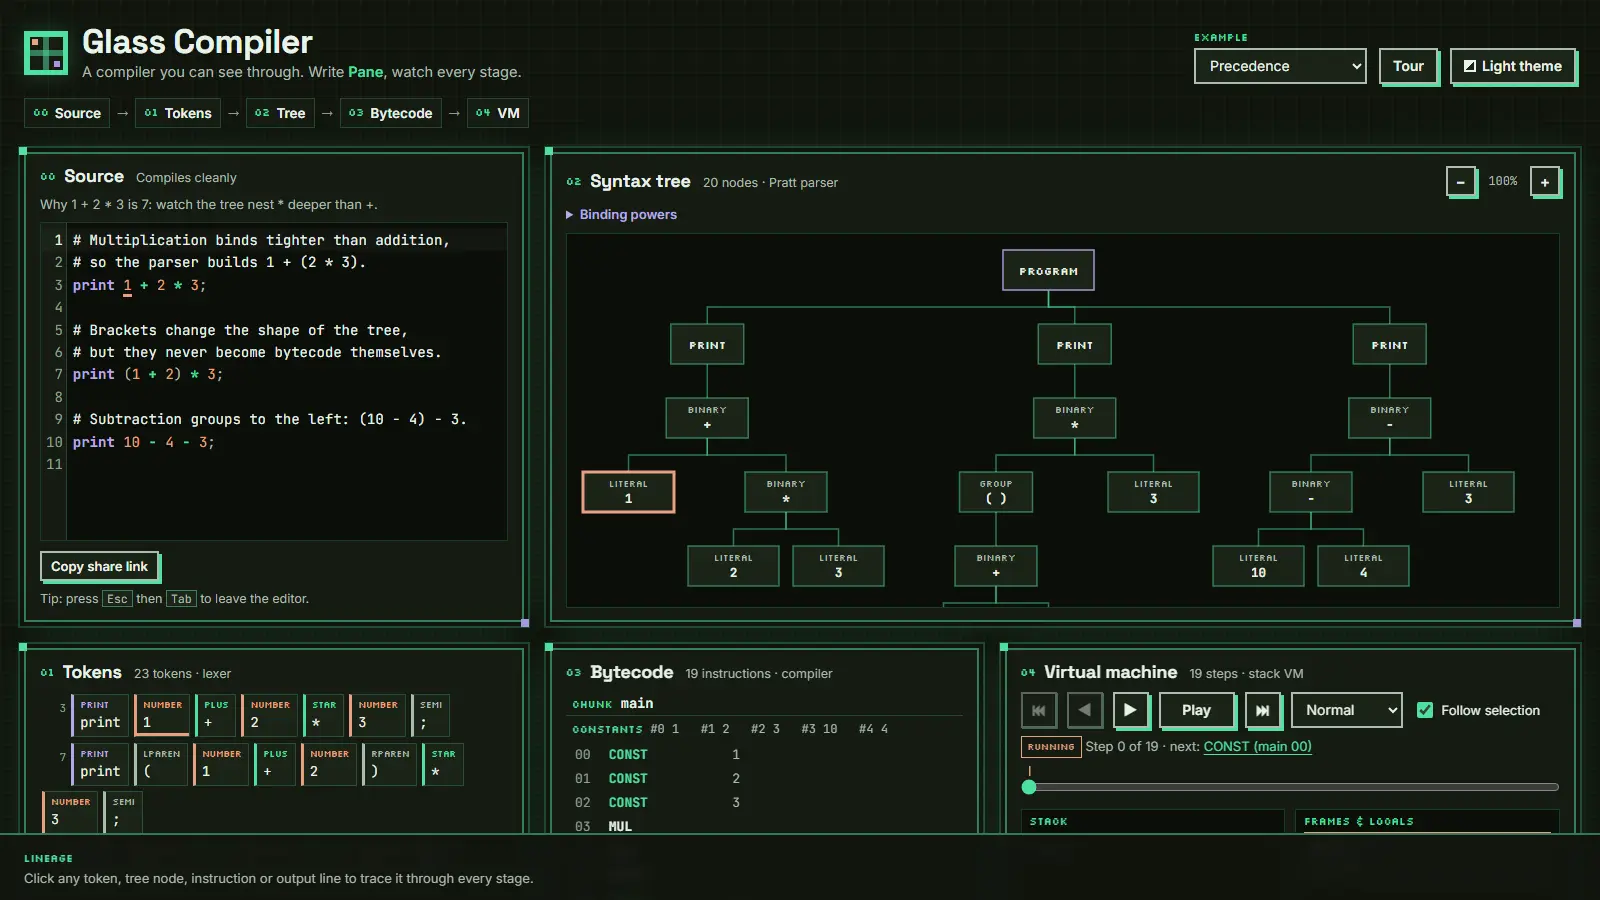 Glass Compiler
A compiler you can see through. Write Pane, watch every stage.
EXAMPLE
Precedence
Tour
Light theme
00 Source → 01 Tokens → 02 Tree → 03 Bytecode → 04 VM
00 Source Compiles cleanly
Why 1 + 2 * 3 is 7: watch the tree nest * deeper than +.
1 # Multiplication binds tighter than addition,
2 # so the parser builds 1 + (2 * 3).
3 print 1 + 2 * 3;
4
5 # Brackets change the shape of the tree,
6 # but they never become bytecode themselves.
7 print (1 + 2) * 3;
8
9 # Subtraction groups to the left: (10 - 4) - 3.
10 print 10 - 4 - 3;
11
Copy share link
Tip: press Esc then Tab to leave the editor.
02 Syntax tree 20 nodes · Pratt parser
− 100% +
Binding powers
PROGRAM
PRINT PRINT PRINT
BINARY BINARY BINARY
+ * -
LITERAL BINARY GROUP LITERAL BINARY LITERAL
1 * ( ) 3 - 3
LITERAL LITERAL BINARY LITERAL LITERAL
2 3 + 10 4
01 Tokens 23 tokens · lexer
3 PRINT NUMBER PLUS NUMBER STAR NUMBER SEMI
print 1 + 2 * 3 ;
7 PRINT LPAREN NUMBER PLUS NUMBER RPAREN STAR
print ( 1 + 2 ) *
NUMBER SEMI
3 ;
03 Bytecode 19 instructions · compiler
CHUNK main
CONSTANTS #0 1 #1 2 #2 3 #3 10 #4 4
00 CONST 1
01 CONST 2
02 CONST 3
03 MUL
04 Virtual machine 19 steps · stack VM
Play
Normal
Follow selection
RUNNING Step 0 of 19 · next: CONST (main 00)
STACK
FRAMES & LOCALS
LINEAGE
Click any token, tree node, instruction or output line to trace it through every stage.